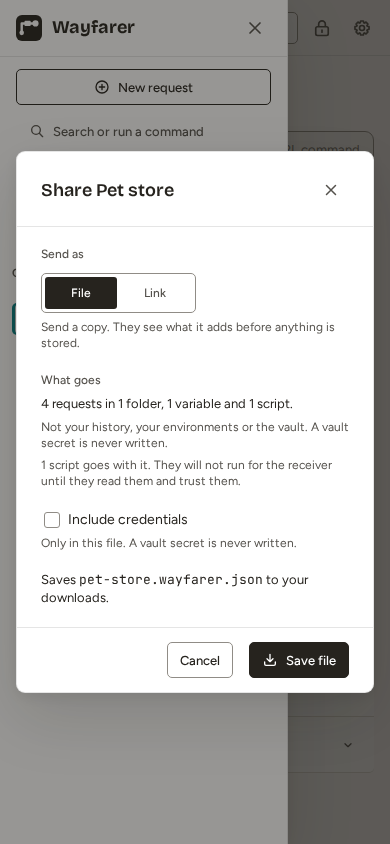 Wayfarer
New request
Search or run a command
Share Pet store
Send as
File
Link
Send a copy. They see what it adds before anything is
stored.
What goes
4 requests in 1 folder, 1 variable and 1 script.
Not your history, your environments or the vault. A vault
secret is never written.
1 script goes with it. They will not run for the receiver
until they read them and trust them.
Include credentials
Only in this file. A vault secret is never written.
Saves pet-store.wayfarer.json to your
downloads.
Cancel
Save file